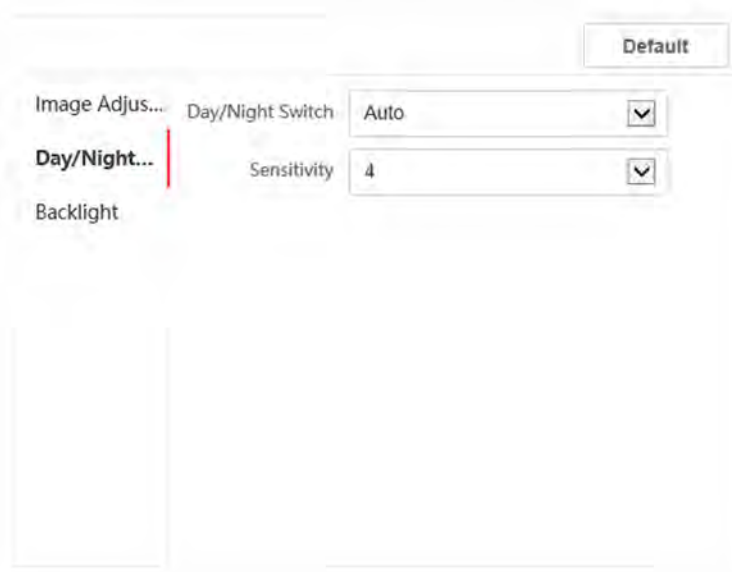 Default
Image Adjus...
Day/Night Switch Auto
Day/Night...
Sensitivity 4
Backlight